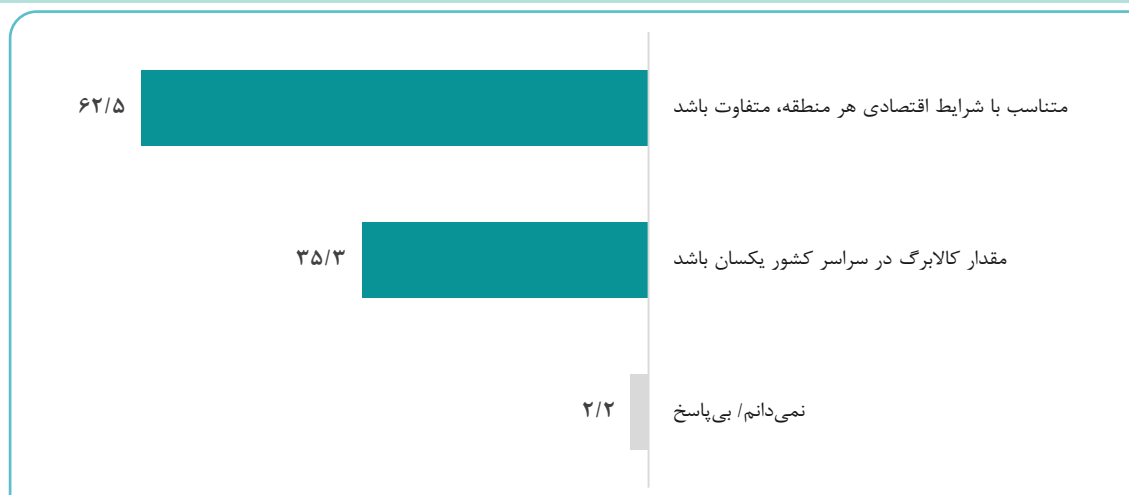 متناسب با شرایط اقتصادی هر منطقه، متفاوت باشد
۶۲/۵
مقدار کالابرگ در سراسر کشور یکسان باشد
۳۵/۳
نمی‌دانم/ بی‌پاسخ
۲/۲